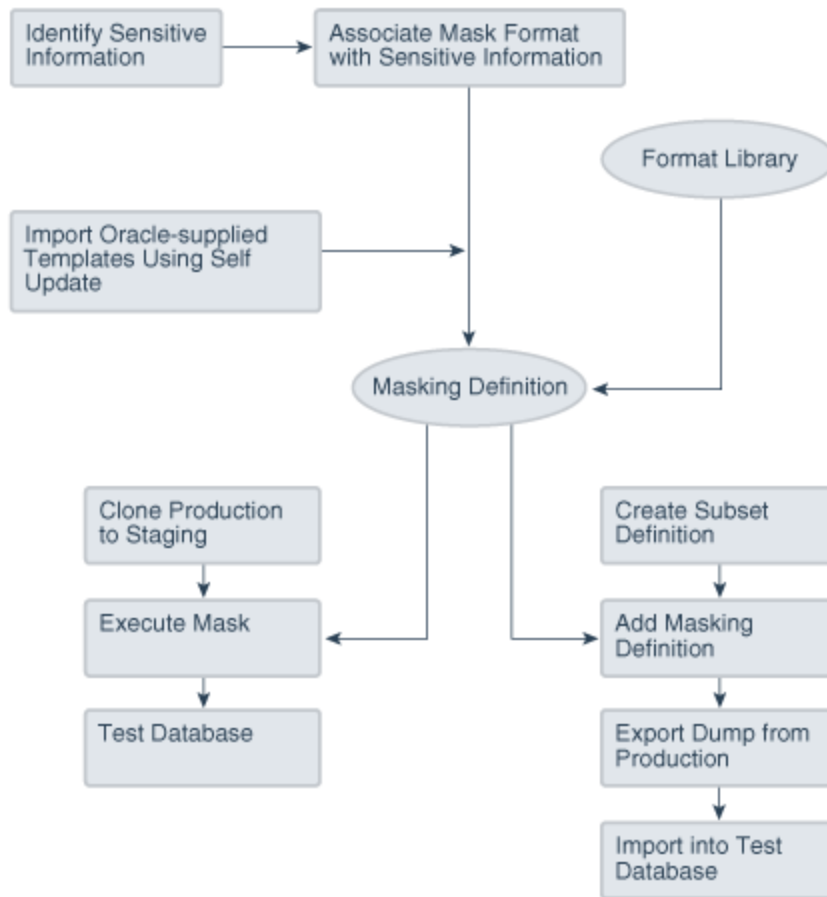 Identify Sensitive
Information
Associate Mask Format
with Sensitive Information
Format Library
Import Oracle-supplied
Templates Using Self
Update
Masking Definition
Clone Production
to Staging
Create Subset
Definition
Execute Mask
Add Masking
Definition
Test Database
Export Dump from
Production
Import into Test
Database